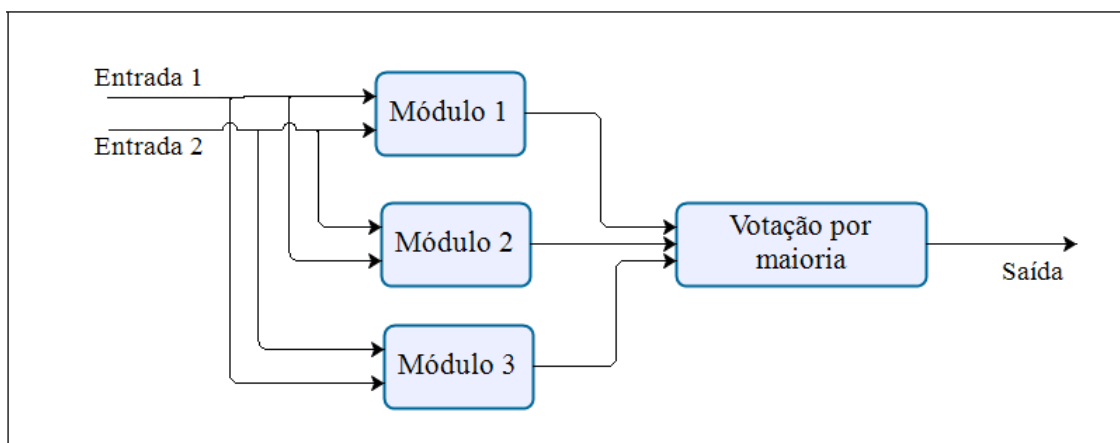 Entrada 1
Entrada 2
Módulo 1
Módulo 2
Módulo 3
Votação por
maioria
Saída